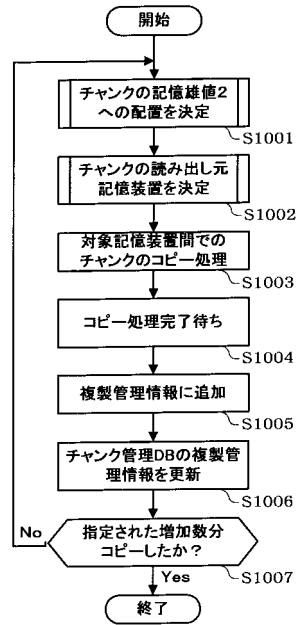 開始
チャンクの記憶雄値2
への配置を決定
S1001
チャンクの読み出し元
記憶装置を決定
S1002
対象記憶装置間での
チャンクのコピー処理
S1003
コピー処理完了待ち
S1004
複製管理情報に追加
S1005
チャンク管理DBの複製管
理情報を更新
S1006
No
指定された増加数分
コピーしたか？
S1007
Yes
終了